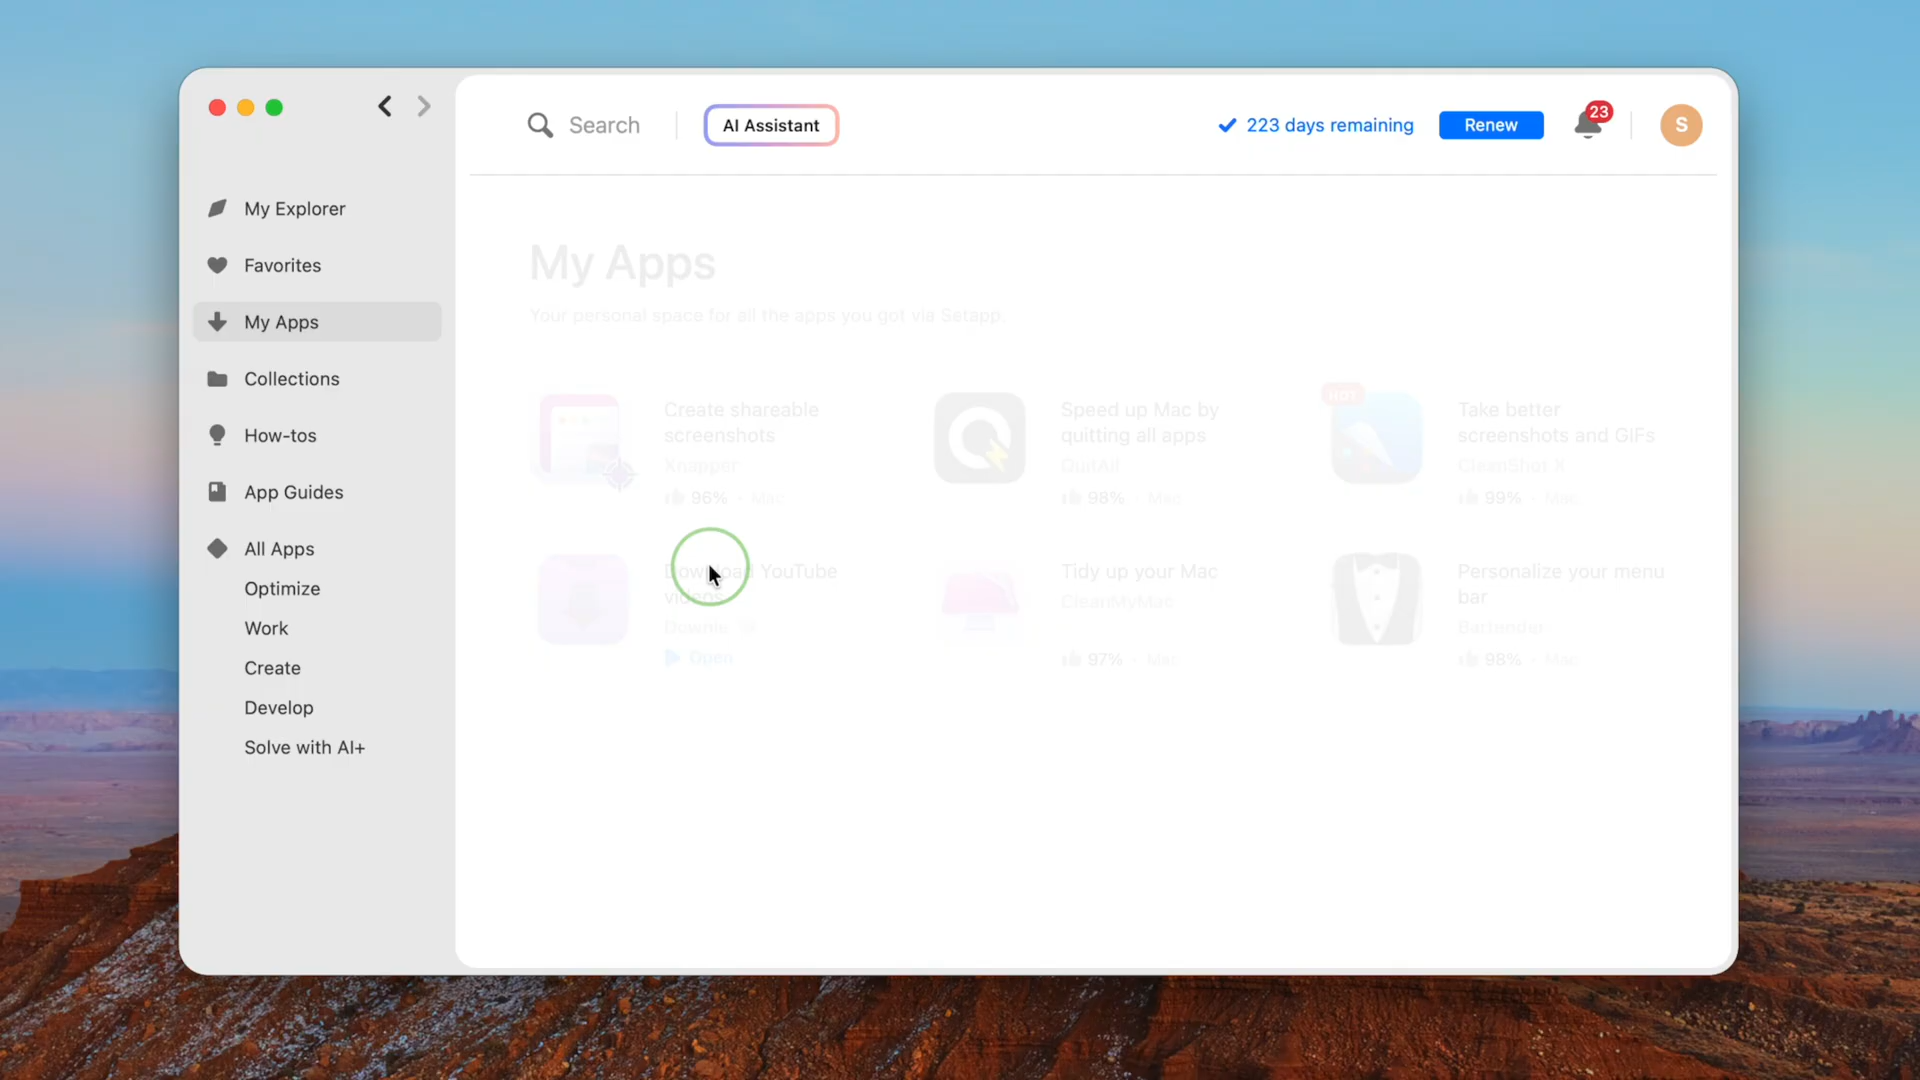 Search
AI Assistant
223 days remaining
Renew
23
S
My Explorer
Favorites
My Apps
Collections
How-tos
App Guides
All Apps
Optimize
Work
Create
Develop
Solve with AI+
My Apps
Your personal space for all the apps you got via Setapp.
Create shareable
screenshots
Xnapper
96% · Mac
Speed up Mac by
quitting all apps
QuitAll
98% · Mac
HOT
Take better
screenshots and GIFs
CleanShot X
99% · Mac
Download YouTube
videos
Downie
Open
Tidy up your Mac
CleanMyMac
97% · Mac
Personalize your menu
bar
Bartender
98% · Mac